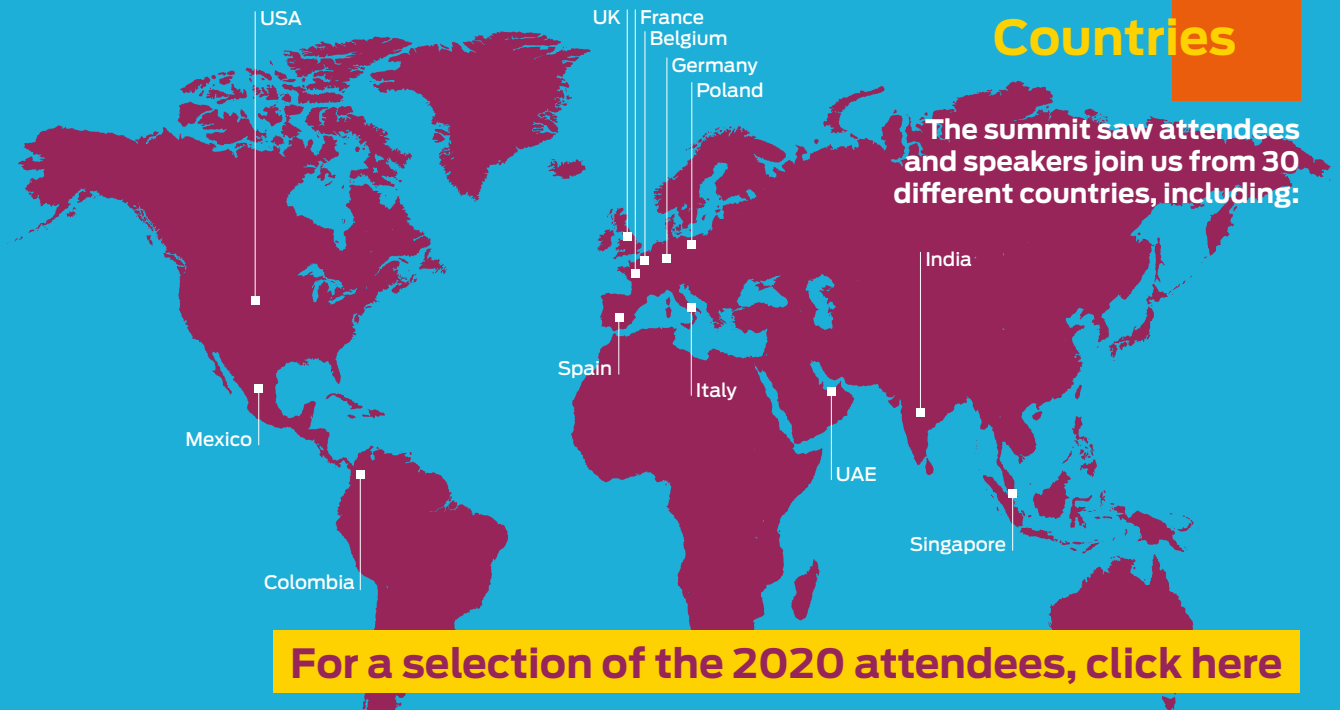 Countries
The summit saw attendees
and speakers join us from 30
different countries, including:
USA
UK
France
Belgium
Germany
Poland
India
Spain
Italy
Mexico
UAE
Singapore
Colombia
For a selection of the 2020 attendees, click here